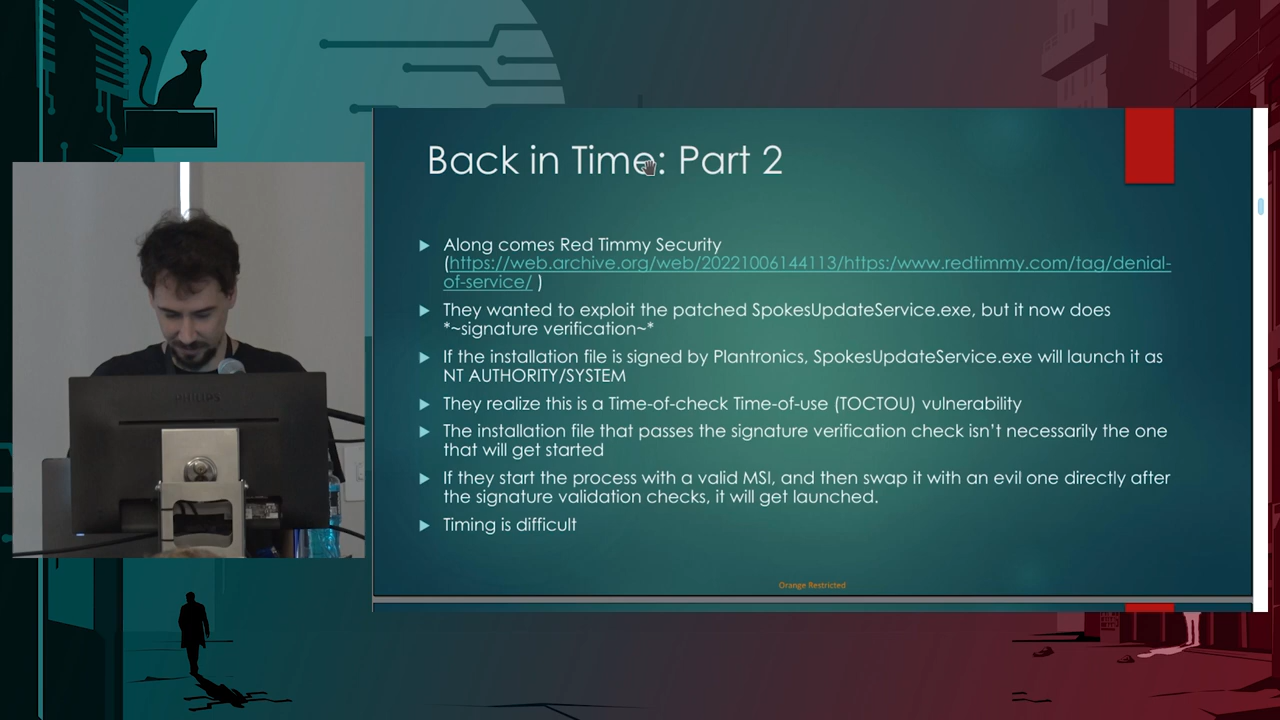 Back in Time: Part 2
Along comes Red Timmy Security
(https://web.archive.org/web/20221006144113/https:/www.redtimmy.com/tag/denial-
of-service/ )
They wanted to exploit the patched SpokesUpdateService.exe, but it now does
*~signature verification~*
If the installation file is signed by Plantronics, SpokesUpdateService.exe will launch it as
NT AUTHORITY/SYSTEM
They realize this is a Time-of-check Time-of-use (TOCTOU) vulnerability
The installation file that passes the signature verification check isn't necessarily the one
that will get started
If they start the process with a valid MSI, and then swap it with an evil one directly after
the signature validation checks, it will get launched.
Timing is difficult
Orange Restricted
PHILIPS